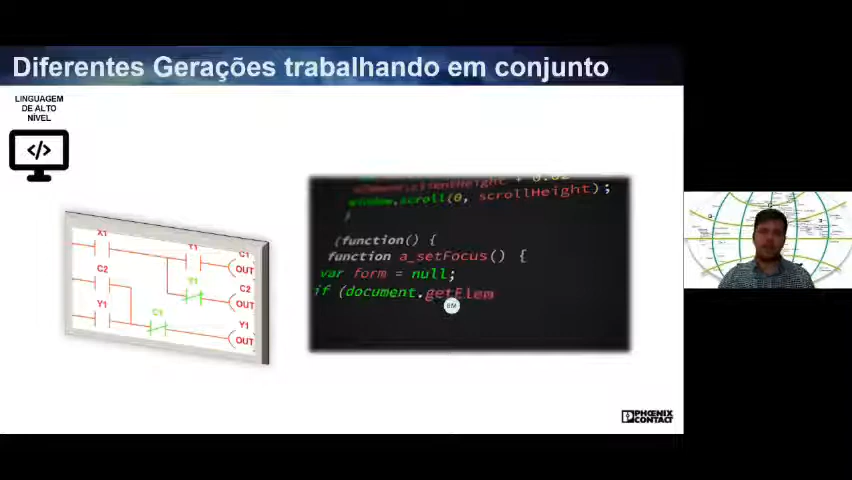 Diferentes Gerações trabalhando em conjunto
LINGUAGEM
DE ALTO
NÍVEL
</>
X1
C1
OUT
C2
Y1
C2
OUT
Y1
C1
Y1
OUT
window.scroll(0, scrollHeight);
}
(function() {
function a_setFocus() {
var form = null;
if (document.getElem
BM
PHOENIX
CONTACT